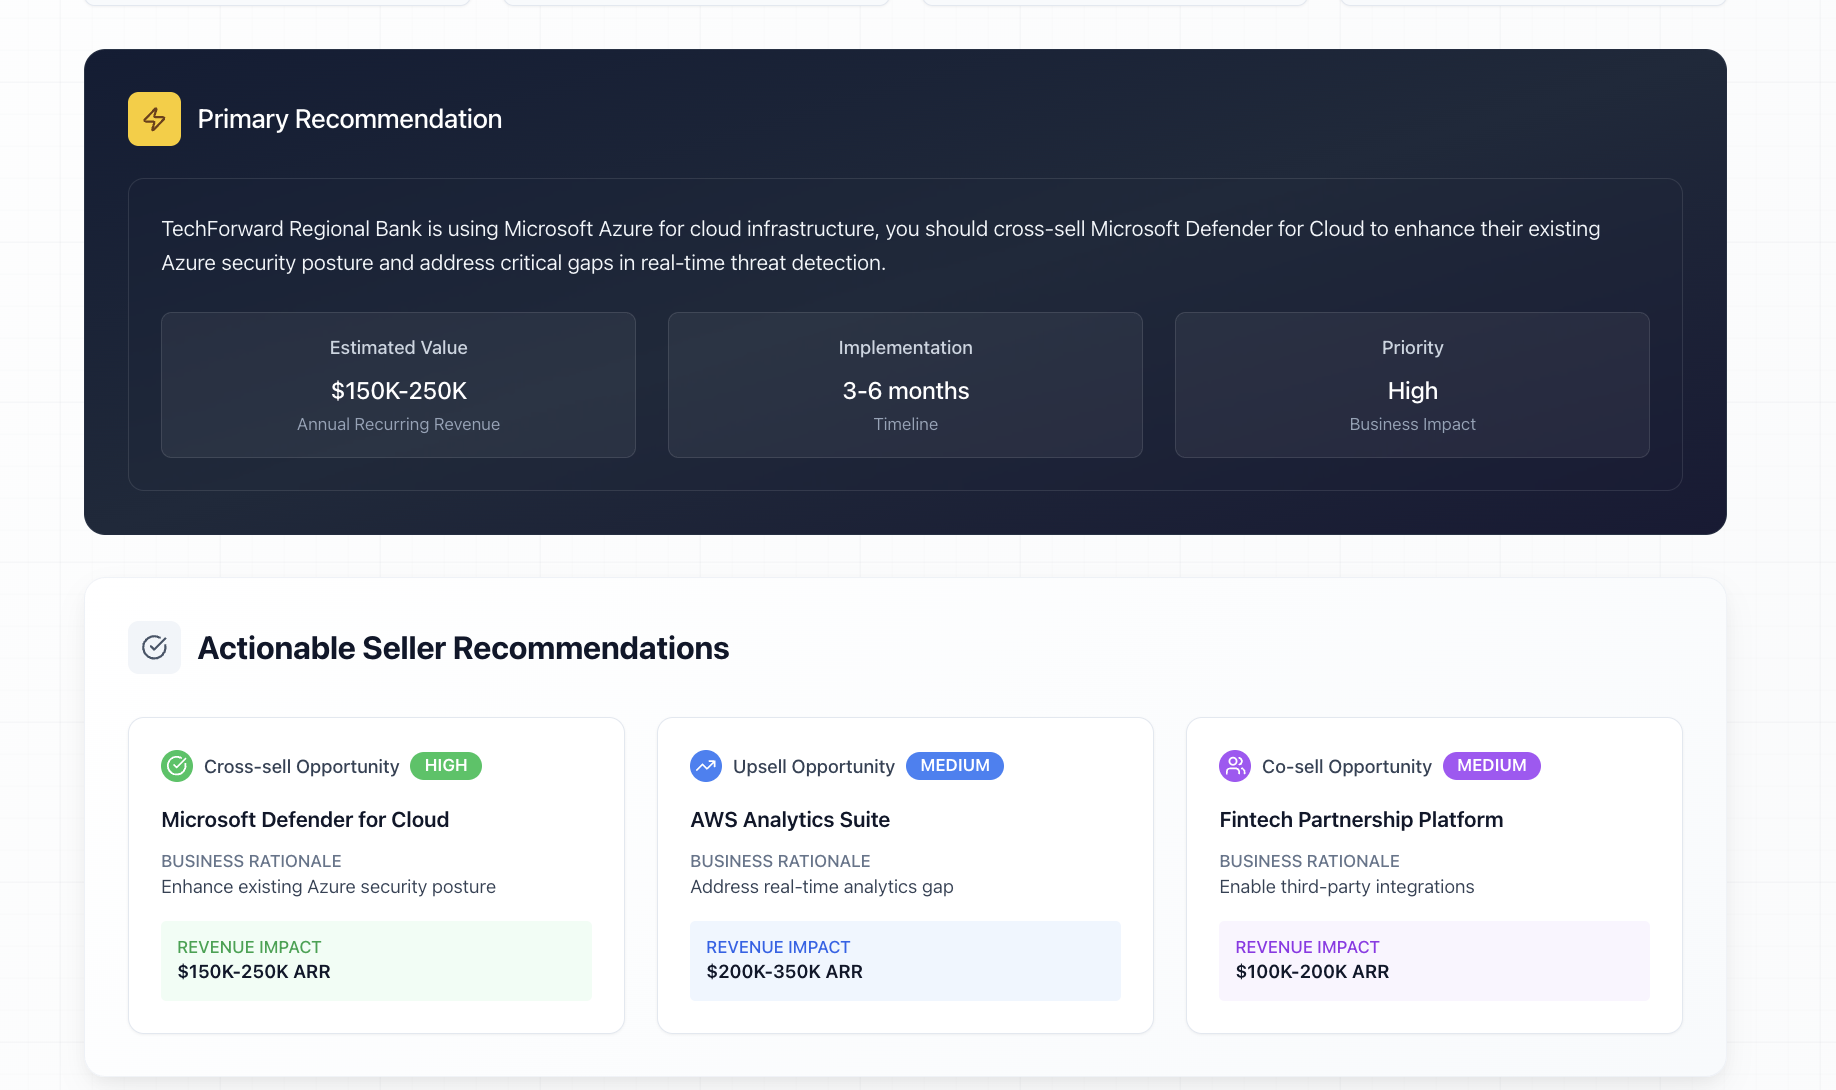 Primary Recommendation
TechForward Regional Bank is using Microsoft Azure for cloud infrastructure, you should cross-sell Microsoft Defender for Cloud to enhance their existing
Azure security posture and address critical gaps in real-time threat detection.
Estimated Value
$150K-250K
Annual Recurring Revenue
Implementation
3-6 months
Timeline
Priority
High
Business Impact
Actionable Seller Recommendations
Cross-sell Opportunity HIGH
Microsoft Defender for Cloud
BUSINESS RATIONALE
Enhance existing Azure security posture
REVENUE IMPACT
$150K-250K ARR
Upsell Opportunity MEDIUM
AWS Analytics Suite
BUSINESS RATIONALE
Address real-time analytics gap
REVENUE IMPACT
$200K-350K ARR
Co-sell Opportunity MEDIUM
Fintech Partnership Platform
BUSINESS RATIONALE
Enable third-party integrations
REVENUE IMPACT
$100K-200K ARR